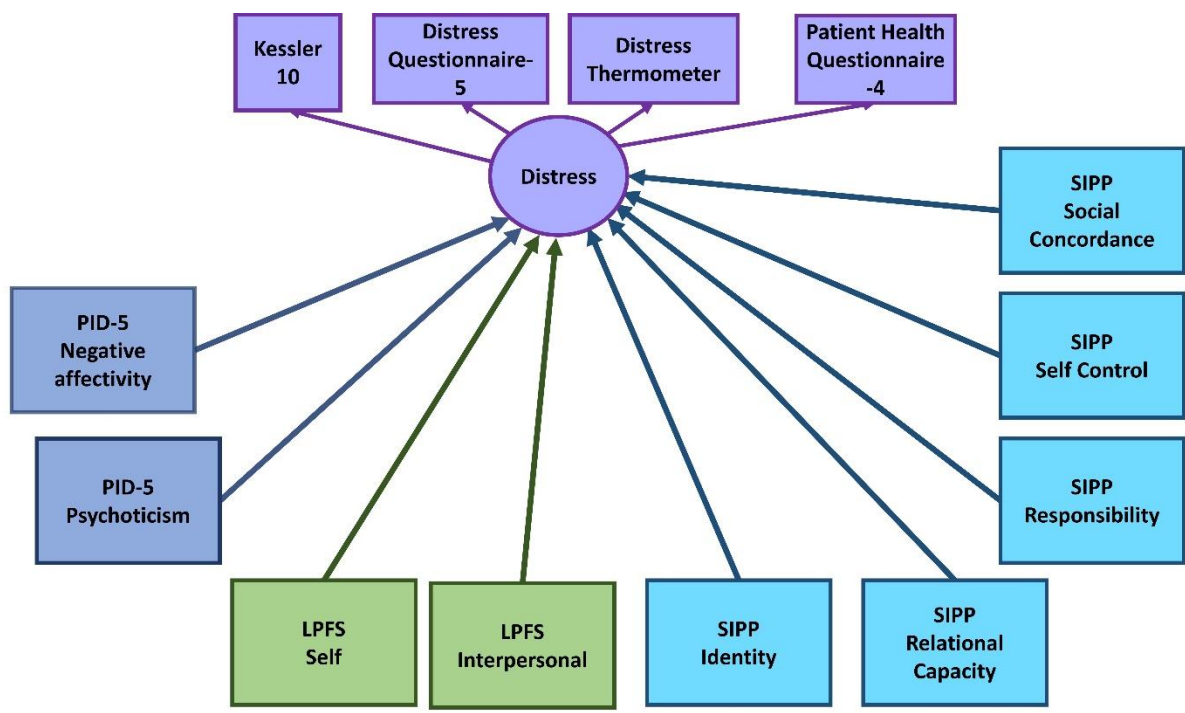 Kessler
10
Distress
Questionnaire-
5
Distress
Thermometer
Patient Health
Questionnaire
-4
Distress
SIPP
Social
Concordance
PID-5
Negative
affectivity
SIPP
Self Control
PID-5
Psychoticism
SIPP
Responsibility
LPFS
Self
LPFS
Interpersonal
SIPP
Identity
SIPP
Relational
Capacity